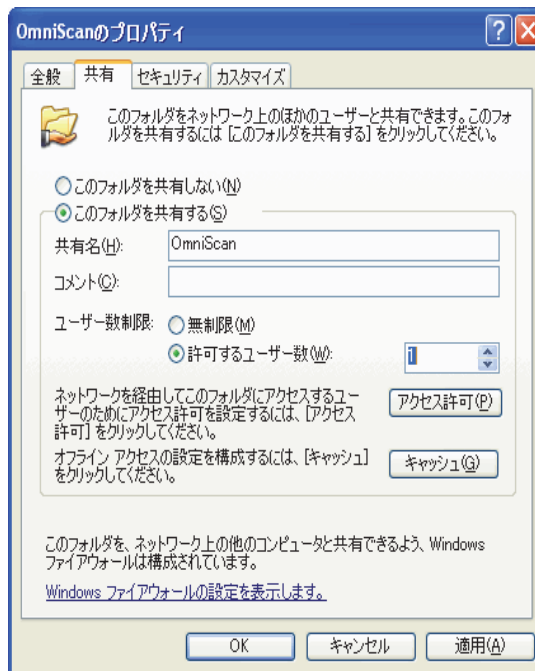 OmniScanのプロパティ
全般 共有 セキュリティ カスタマイズ
このフォルダをネットワーク上のほかのユーザーと共有できます。このフォ
ルダを共有するには [このフォルダを共有する] をクリックしてください。
このフォルダを共有しない(N)
このフォルダを共有する(S)
共有名(H): OmniScan
コメント(C):
ユーザー数制限: 無制限(M)
許可するユーザー数(W): 1
ネットワークを経由してこのフォルダにアクセスするユー
ザーのためにアクセス許可を設定するには、[アクセス
許可] をクリックしてください。
アクセス許可(P)
オフライン アクセスの設定を構成するには、[キャッシュ]
をクリックしてください。
キャッシュ(G)
このフォルダを、ネットワーク上の他のコンピュータと共有できるよう、Windows
ファイアウォールは構成されています。
Windows ファイアウォールの設定を表示します。
OK キャンセル 適用(A)